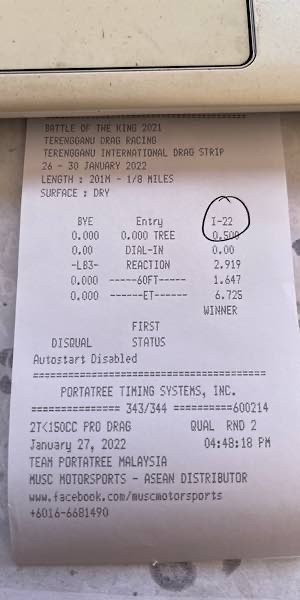 BATTLE OF THE KING 2021
TERENGGANU DRAG RACING
TERENGGANU INTERNATIONAL DRAG STRIP
26 - 30 JANUARY 2022
LENGTH : 201M - 1/8 MILES
SURFACE : DRY
BYE Entry I-22
0.000 0.000 TREE 0.500
0.00 DIAL-IN 0.00
-LB3- REACTION 2.919
0.000 -----60FT----- 1.647
0.000 ------ET------ 6.725
WINNER
FIRST
DISQUAL STATUS
Autostart Disabled
========================================
PORTATREE TIMING SYSTEMS, INC.
=============== 343/344 ==========600214
2T<150CC PRO DRAG QUAL RND 2
January 27, 2022 04:48:18 PM
TEAM PORTATREE MALAYSIA
MUSC MOTORSPORTS - ASEAN DISTRIBUTOR
www.facebook.com/muscmotorsports
+6016-6681490